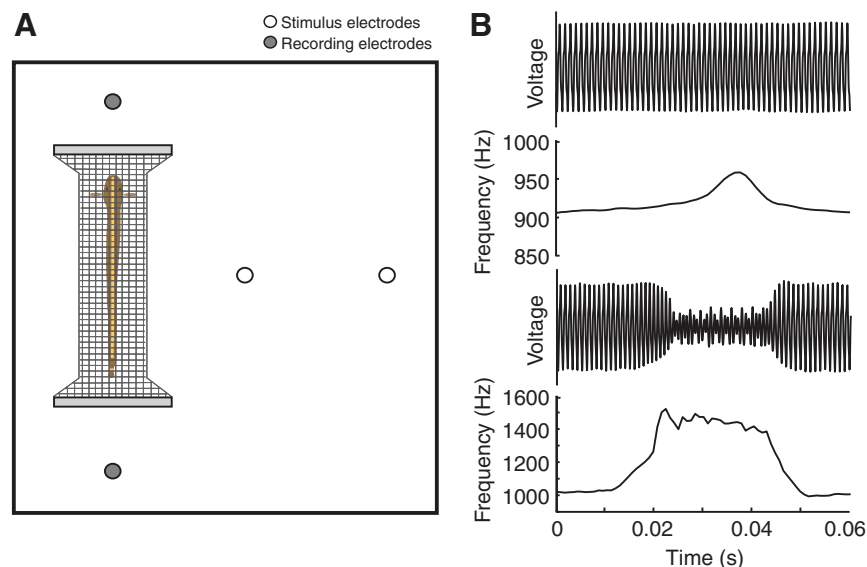 A
Stimulus electrodes
Recording electrodes
B
Voltage
Frequency (Hz)
1000
950
900
850
Voltage
Frequency (Hz)
1600
1400
1200
1000
0 0.02 0.04 0.06
Time (s)